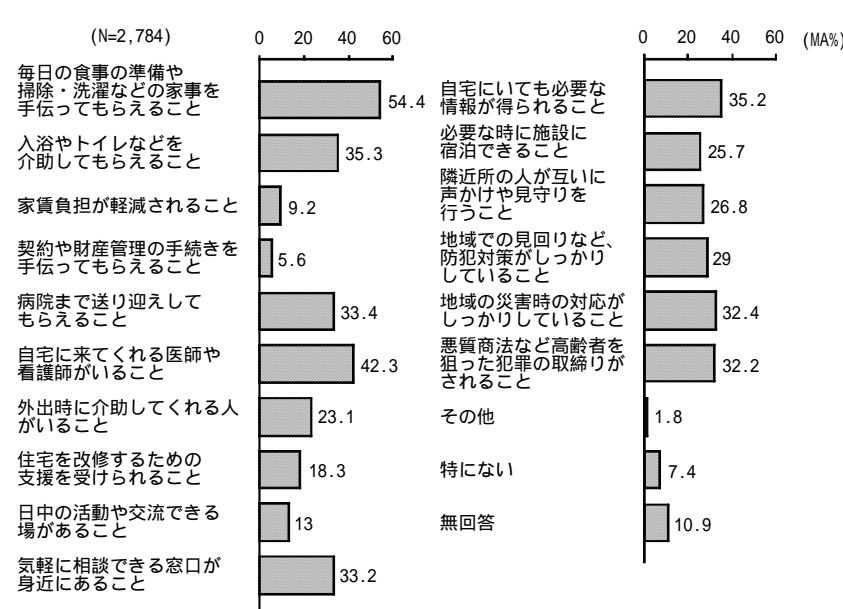 (N=2,784)
0 20 40 60
毎日の食事の準備や
掃除・洗濯などの家事を
手伝ってもらえること
54.4
入浴やトイレなどを
介助してもらえること
35.3
家賃負担が軽減されること
9.2
契約や財産管理の手続きを
手伝ってもらえること
5.6
病院まで送り迎えして
もらえること
33.4
自宅に来てくれる医師や
看護師がいること
42.3
外出時に介助してくれる人
がいること
23.1
住宅を改修するための
支援を受けられること
18.3
日中の活動や交流できる
場があること
13
気軽に相談できる窓口が
身近にあること
33.2
0 20 40 60 (MA%)
自宅にいても必要な
情報が得られること
35.2
必要な時に施設に
宿泊できること
25.7
隣近所の人が互いに
声かけや見守りを
行うこと
26.8
地域での見回りなど、
防犯対策がしっかり
していること
29
地域の災害時の対応が
しっかりしていること
32.4
悪質商法など高齢者を
狙った犯罪の取締りが
されること
32.2
その他
1.8
特にない
7.4
無回答
10.9